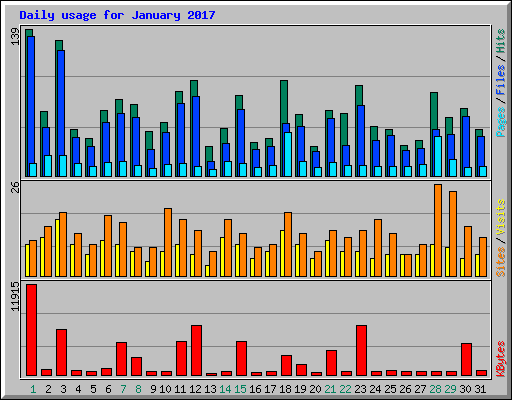 Daily usage for January 2017
139
Pages / Files / Hits
26
Sites / Visits
11915
KBytes
1 2 3 4 5 6 7 8 9 10 11 12 13 14 15 16 17 18 19 20 21 22 23 24 25 26 27 28 29 30 31